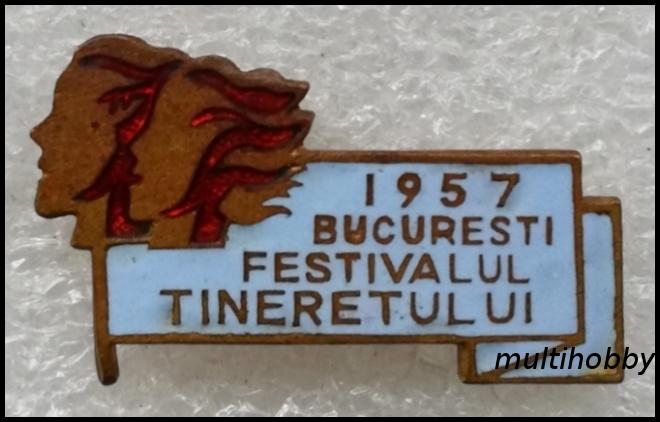 1957
BUCURESTI
FESTIVALUL
TINERETULUI
multihobby